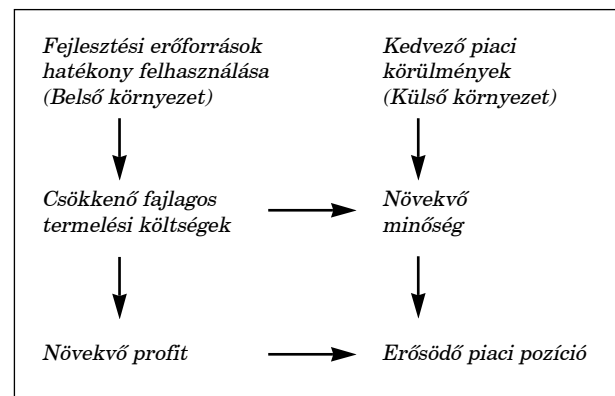 Fejlesztési erőforrások
hatékony felhasználása
(Belső környezet)
Kedvező piaci
körülmények
(Külső környezet)
Csökkenő fajlagos
termelési költségek
Növekvő
minőség
Növekvő profit
Erősödő piaci pozíció